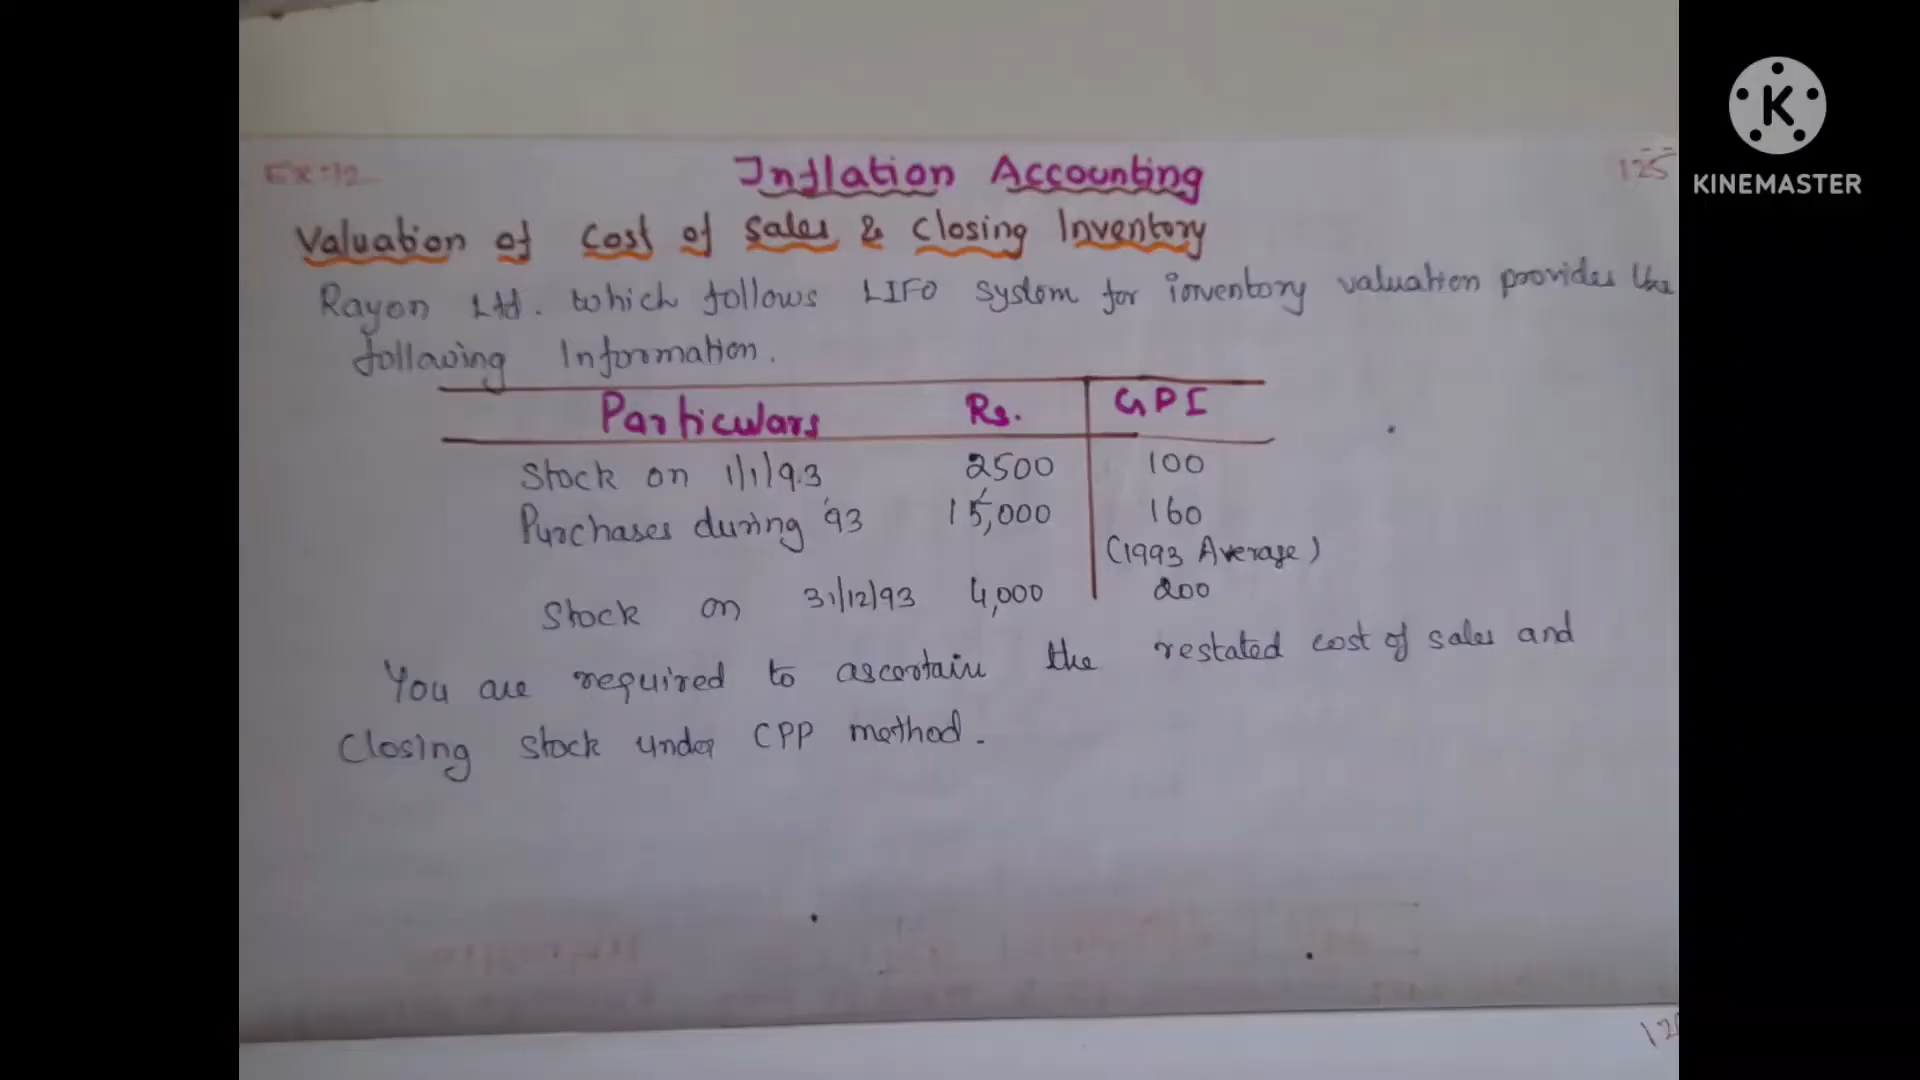 Ex:12
Inflation Accounting
125
Valuation of Cost of Sales & Closing Inventory
Rayon Ltd. which follows LIFO system for inventory valuation provides the
following Information.
Particulars Rs. GPI
Stock on 1/1/93 2500 100
Purchases during '93 15,000 160
(1993 Average)
Stock on 31/12/93 4,000 200
You are required to ascertain the restated cost of sales and
Closing stock under CPP method.
K
KINEMASTER